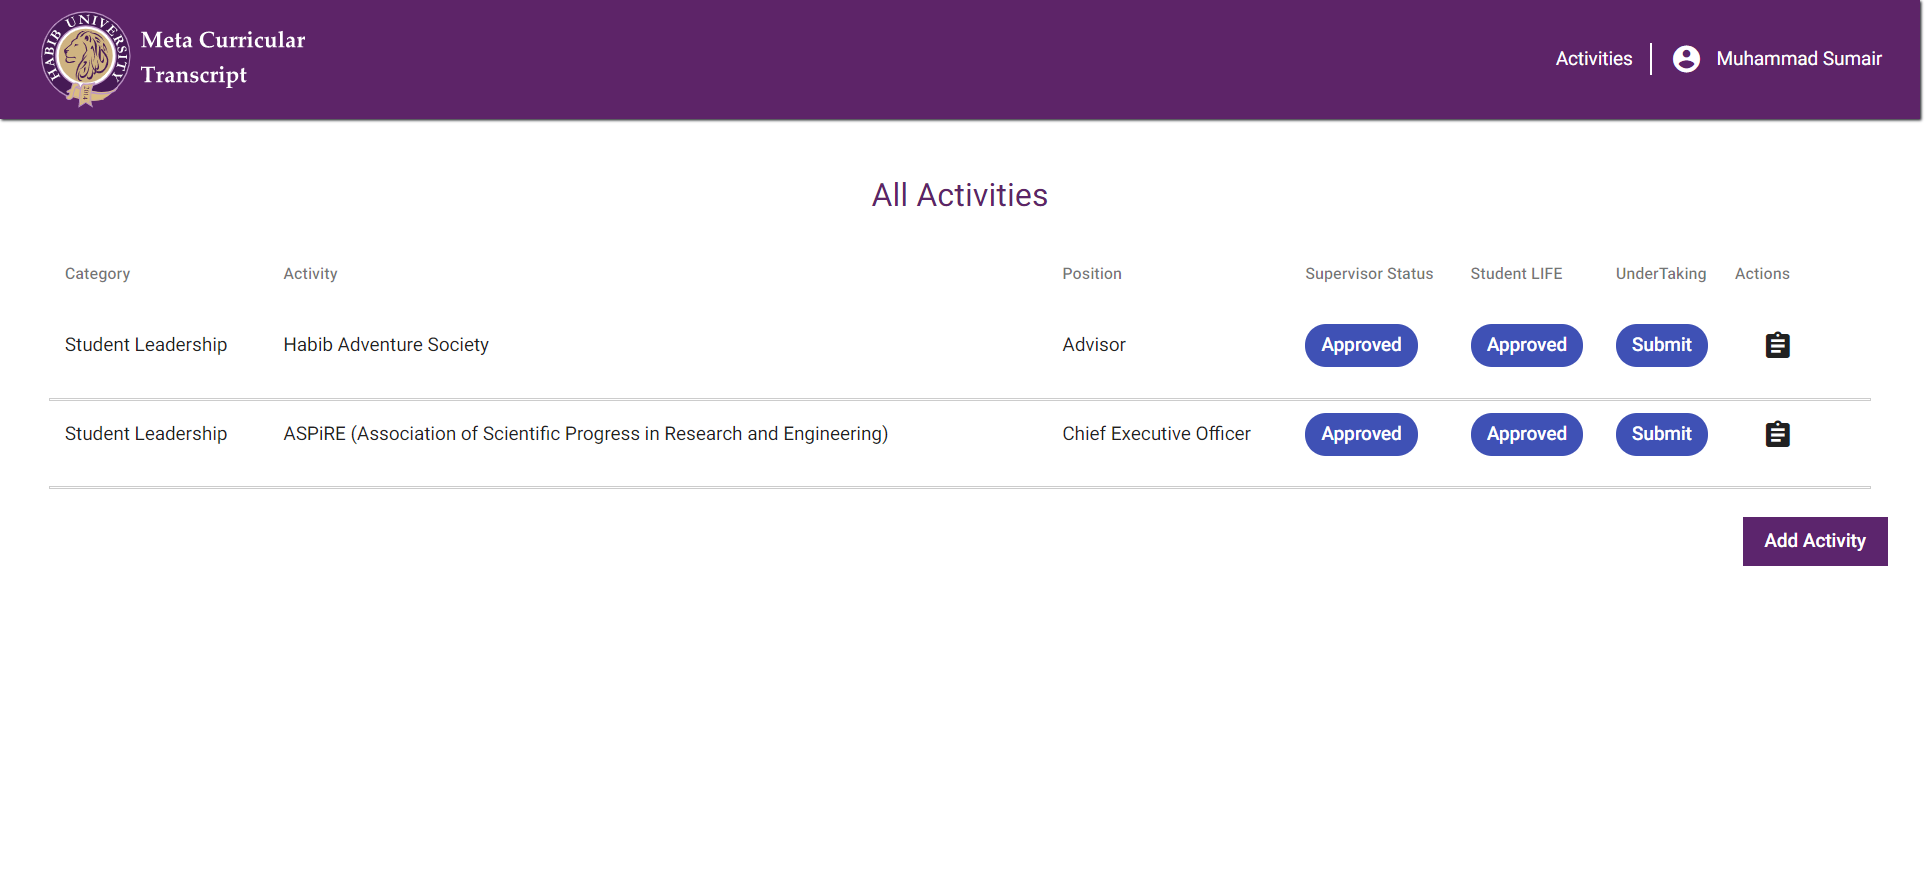 HABIB UNIVERSITY
Meta Curricular
Transcript
Activities
Muhammad Sumair
All Activities
Category Activity Position Supervisor Status Student LIFE UnderTaking Actions
Student Leadership Habib Adventure Society Advisor Approved Approved Submit
Student Leadership ASPiRE (Association of Scientific Progress in Research and Engineering) Chief Executive Officer Approved Approved Submit
Add Activity